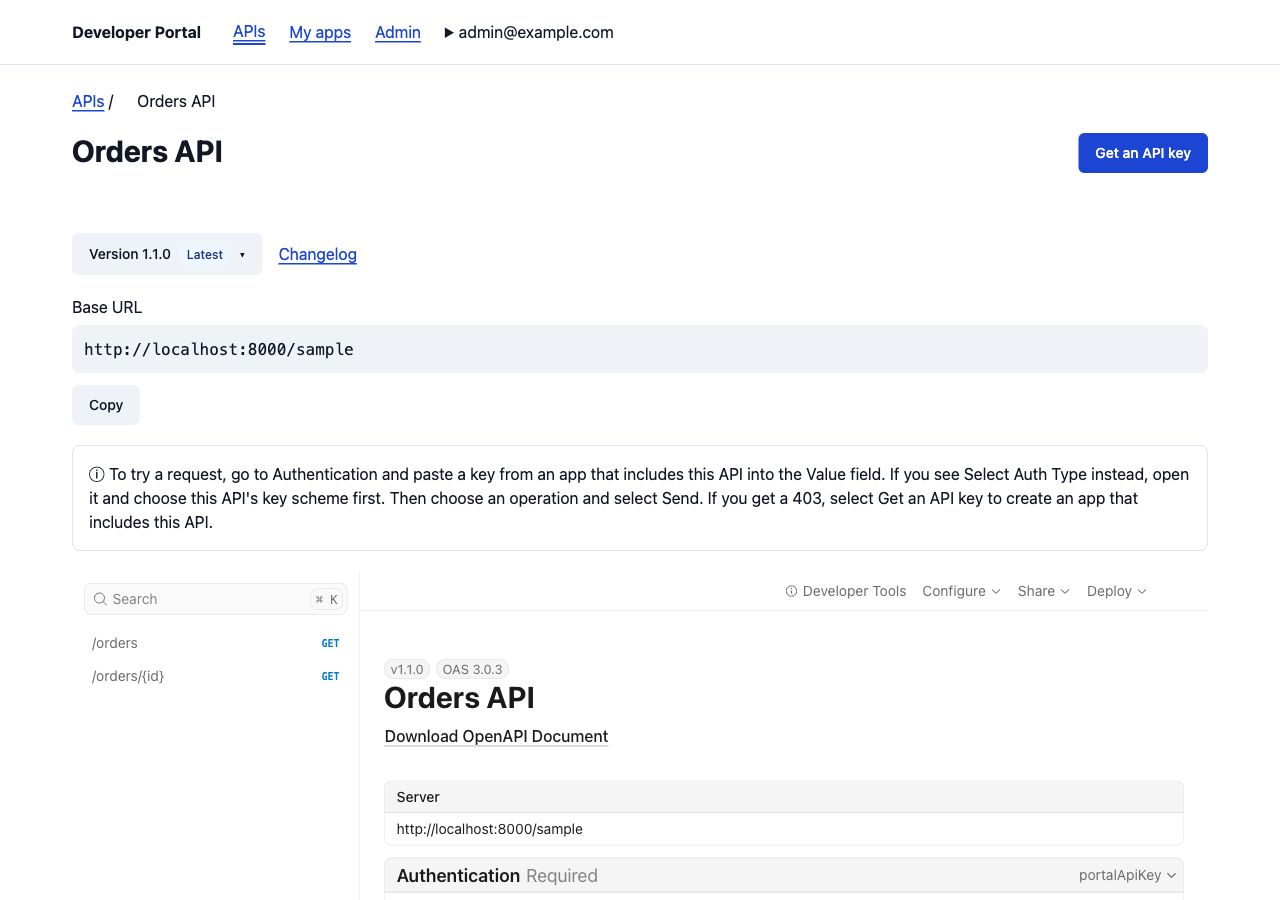 Developer Portal APIs My apps Admin ▶ admin@example.com
APIs / Orders API
Orders API
Get an API key
Version 1.1.0 Latest ▾ Changelog
Base URL
http://localhost:8000/sample
Copy
ⓘ To try a request, go to Authentication and paste a key from an app that includes this API into the Value field. If you see Select Auth Type instead, open
it and choose this API's key scheme first. Then choose an operation and select Send. If you get a 403, select Get an API key to create an app that
includes this API.
Search ⌘ K
Developer Tools Configure Share Deploy
/orders GET
/orders/{id} GET
v1.1.0 OAS 3.0.3
Orders API
Download OpenAPI Document
Server
http://localhost:8000/sample
Authentication Required portalApiKey